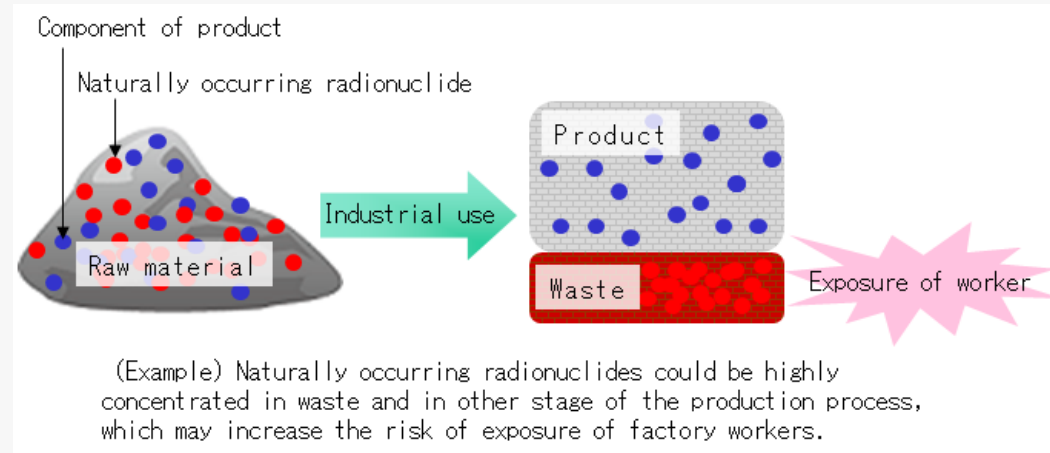 Component of product
Naturally occurring radionuclide
Raw material
Industrial use
Product
Waste
Exposure of worker
(Example) Naturally occurring radionuclides could be highly
concentrated in waste and in other stage of the production process,
which may increase the risk of exposure of factory workers.